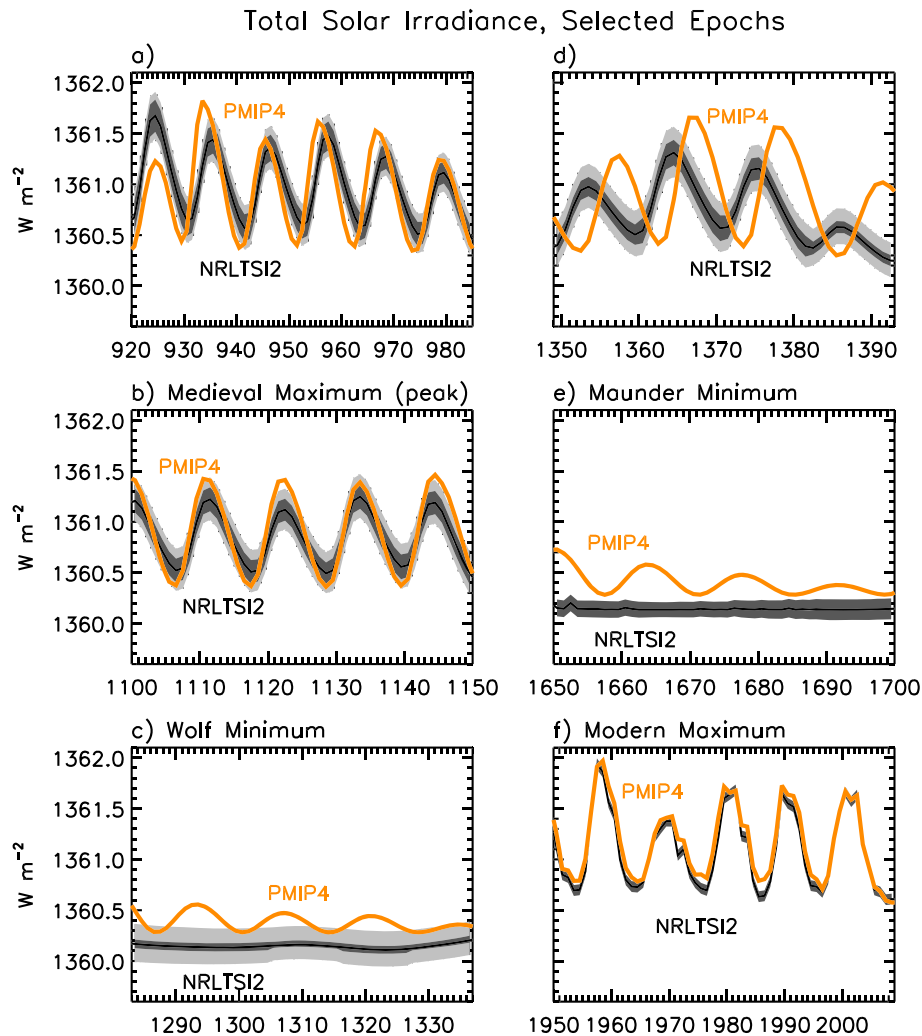 Total Solar Irradiance, Selected Epochs
a)
W m⁻²
1362.0
1361.5
1361.0
1360.5
1360.0
PMIP4
NRLTSI2
920 930 940 950 960 970 980
d)
PMIP4
1350 1360 1370 1380 1390
b) Medieval Maximum (peak)
W m⁻²
1362.0
1361.5
1361.0
1360.5
1360.0
PMIP4
NRLTSI2
1100 1110 1120 1130 1140 1150
e) Maunder Minimum
PMIP4
NRLTSI2
1650 1660 1670 1680 1690 1700
c) Wolf Minimum
W m⁻²
1362.0
1361.5
1361.0
1360.5
1360.0
PMIP4
NRLTSI2
1290 1300 1310 1320 1330
f) Modern Maximum
PMIP4
NRLTSI2
1950 1960 1970 1980 1990 2000